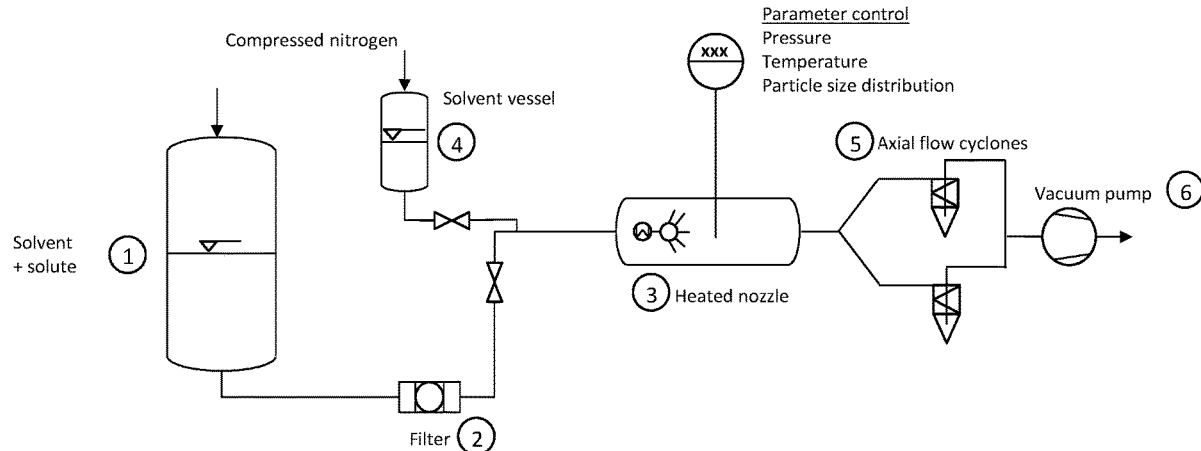 Parameter control
Pressure
Temperature
Particle size distribution
xxx
Compressed nitrogen
Solvent vessel
4
5 Axial flow cyclones
Vacuum pump 6
Solvent
+ solute
1
3 Heated nozzle
Filter 2